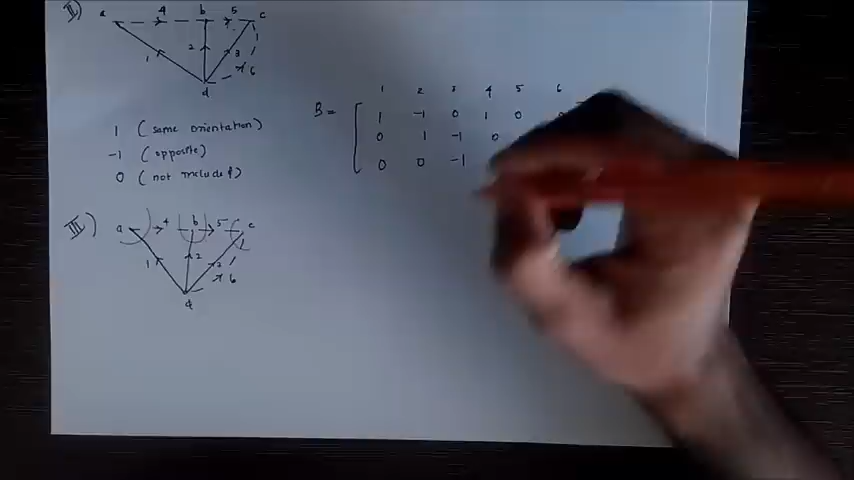 II)
a 4 b 5 c
1 2 3 6
d
1 (same orientation)
-1 (opposite)
0 (not included)
III)
a 4 b 5 c
1 2 6
d
1 2 3 4 5 6
B =
1 -1 0 1 0
0 1 -1 0
0 0 -1